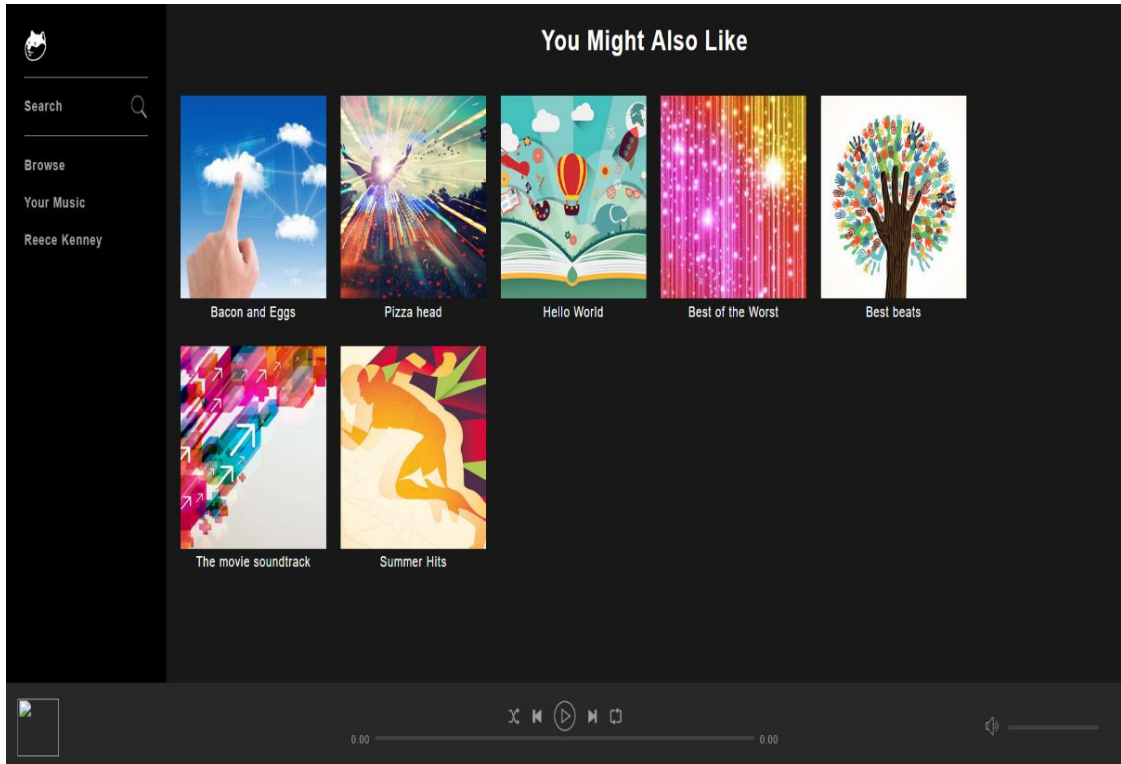 You Might Also Like
Search
Browse
Your Music
Reece Kenney
Bacon and Eggs
Pizza head
Hello World
Best of the Worst
Best beats
The movie soundtrack
Summer Hits
0.00
0.00